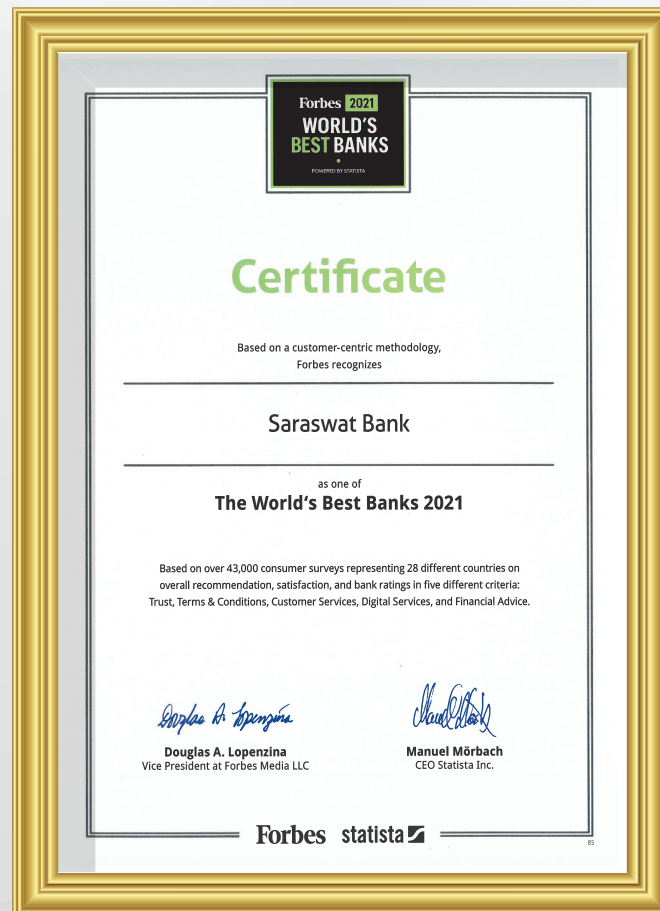 Forbes 2021
WORLD'S
BEST BANKS
POWERED BY STATISTA
Certificate
Based on a customer-centric methodology,
Forbes recognizes
Saraswat Bank
as one of
The World's Best Banks 2021
Based on over 43,000 consumer surveys representing 28 different countries on
overall recommendation, satisfaction, and bank ratings in five different criteria:
Trust, Terms & Conditions, Customer Services, Digital Services, and Financial Advice.
Douglas A. Lopenzina
Douglas A. Lopenzina
Vice President at Forbes Media LLC
Manuel Mörbach
CEO Statista Inc.
Forbes statista
85